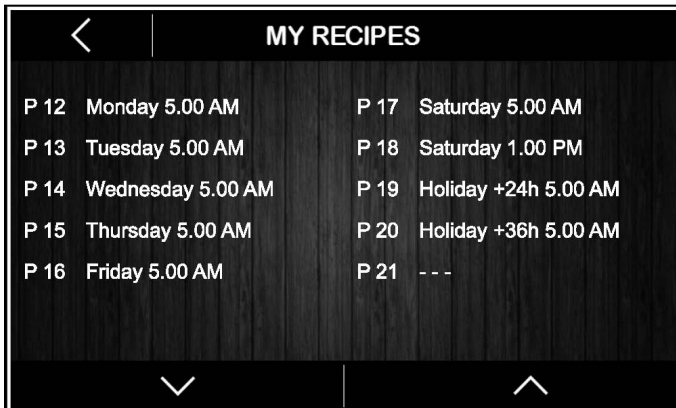 MY RECIPES
P 12 Monday 5.00 AM
P 13 Tuesday 5.00 AM
P 14 Wednesday 5.00 AM
P 15 Thursday 5.00 AM
P 16 Friday 5.00 AM
P 17 Saturday 5.00 AM
P 18 Saturday 1.00 PM
P 19 Holiday +24h 5.00 AM
P 20 Holiday +36h 5.00 AM
P 21 - - -